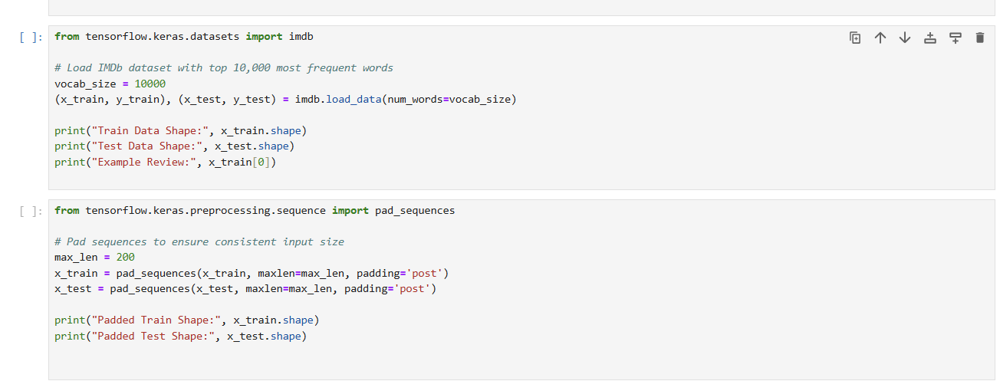 [ ]:
from tensorflow.keras.datasets import imdb
# Load IMDb dataset with top 10,000 most frequent words
vocab_size = 10000
(x_train, y_train), (x_test, y_test) = imdb.load_data(num_words=vocab_size)
print("Train Data Shape:", x_train.shape)
print("Test Data Shape:", x_test.shape)
print("Example Review:", x_train[0])
[ ]:
from tensorflow.keras.preprocessing.sequence import pad_sequences
# Pad sequences to ensure consistent input size
max_len = 200
x_train = pad_sequences(x_train, maxlen=max_len, padding='post')
x_test = pad_sequences(x_test, maxlen=max_len, padding='post')
print("Padded Train Shape:", x_train.shape)
print("Padded Test Shape:", x_test.shape)